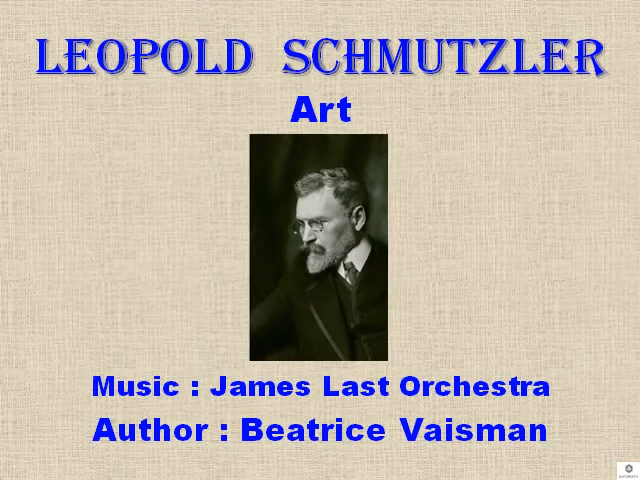 LEOPOLD SCHMUTZLER
Art
Music : James Last Orchestra
Author : Beatrice Vaisman